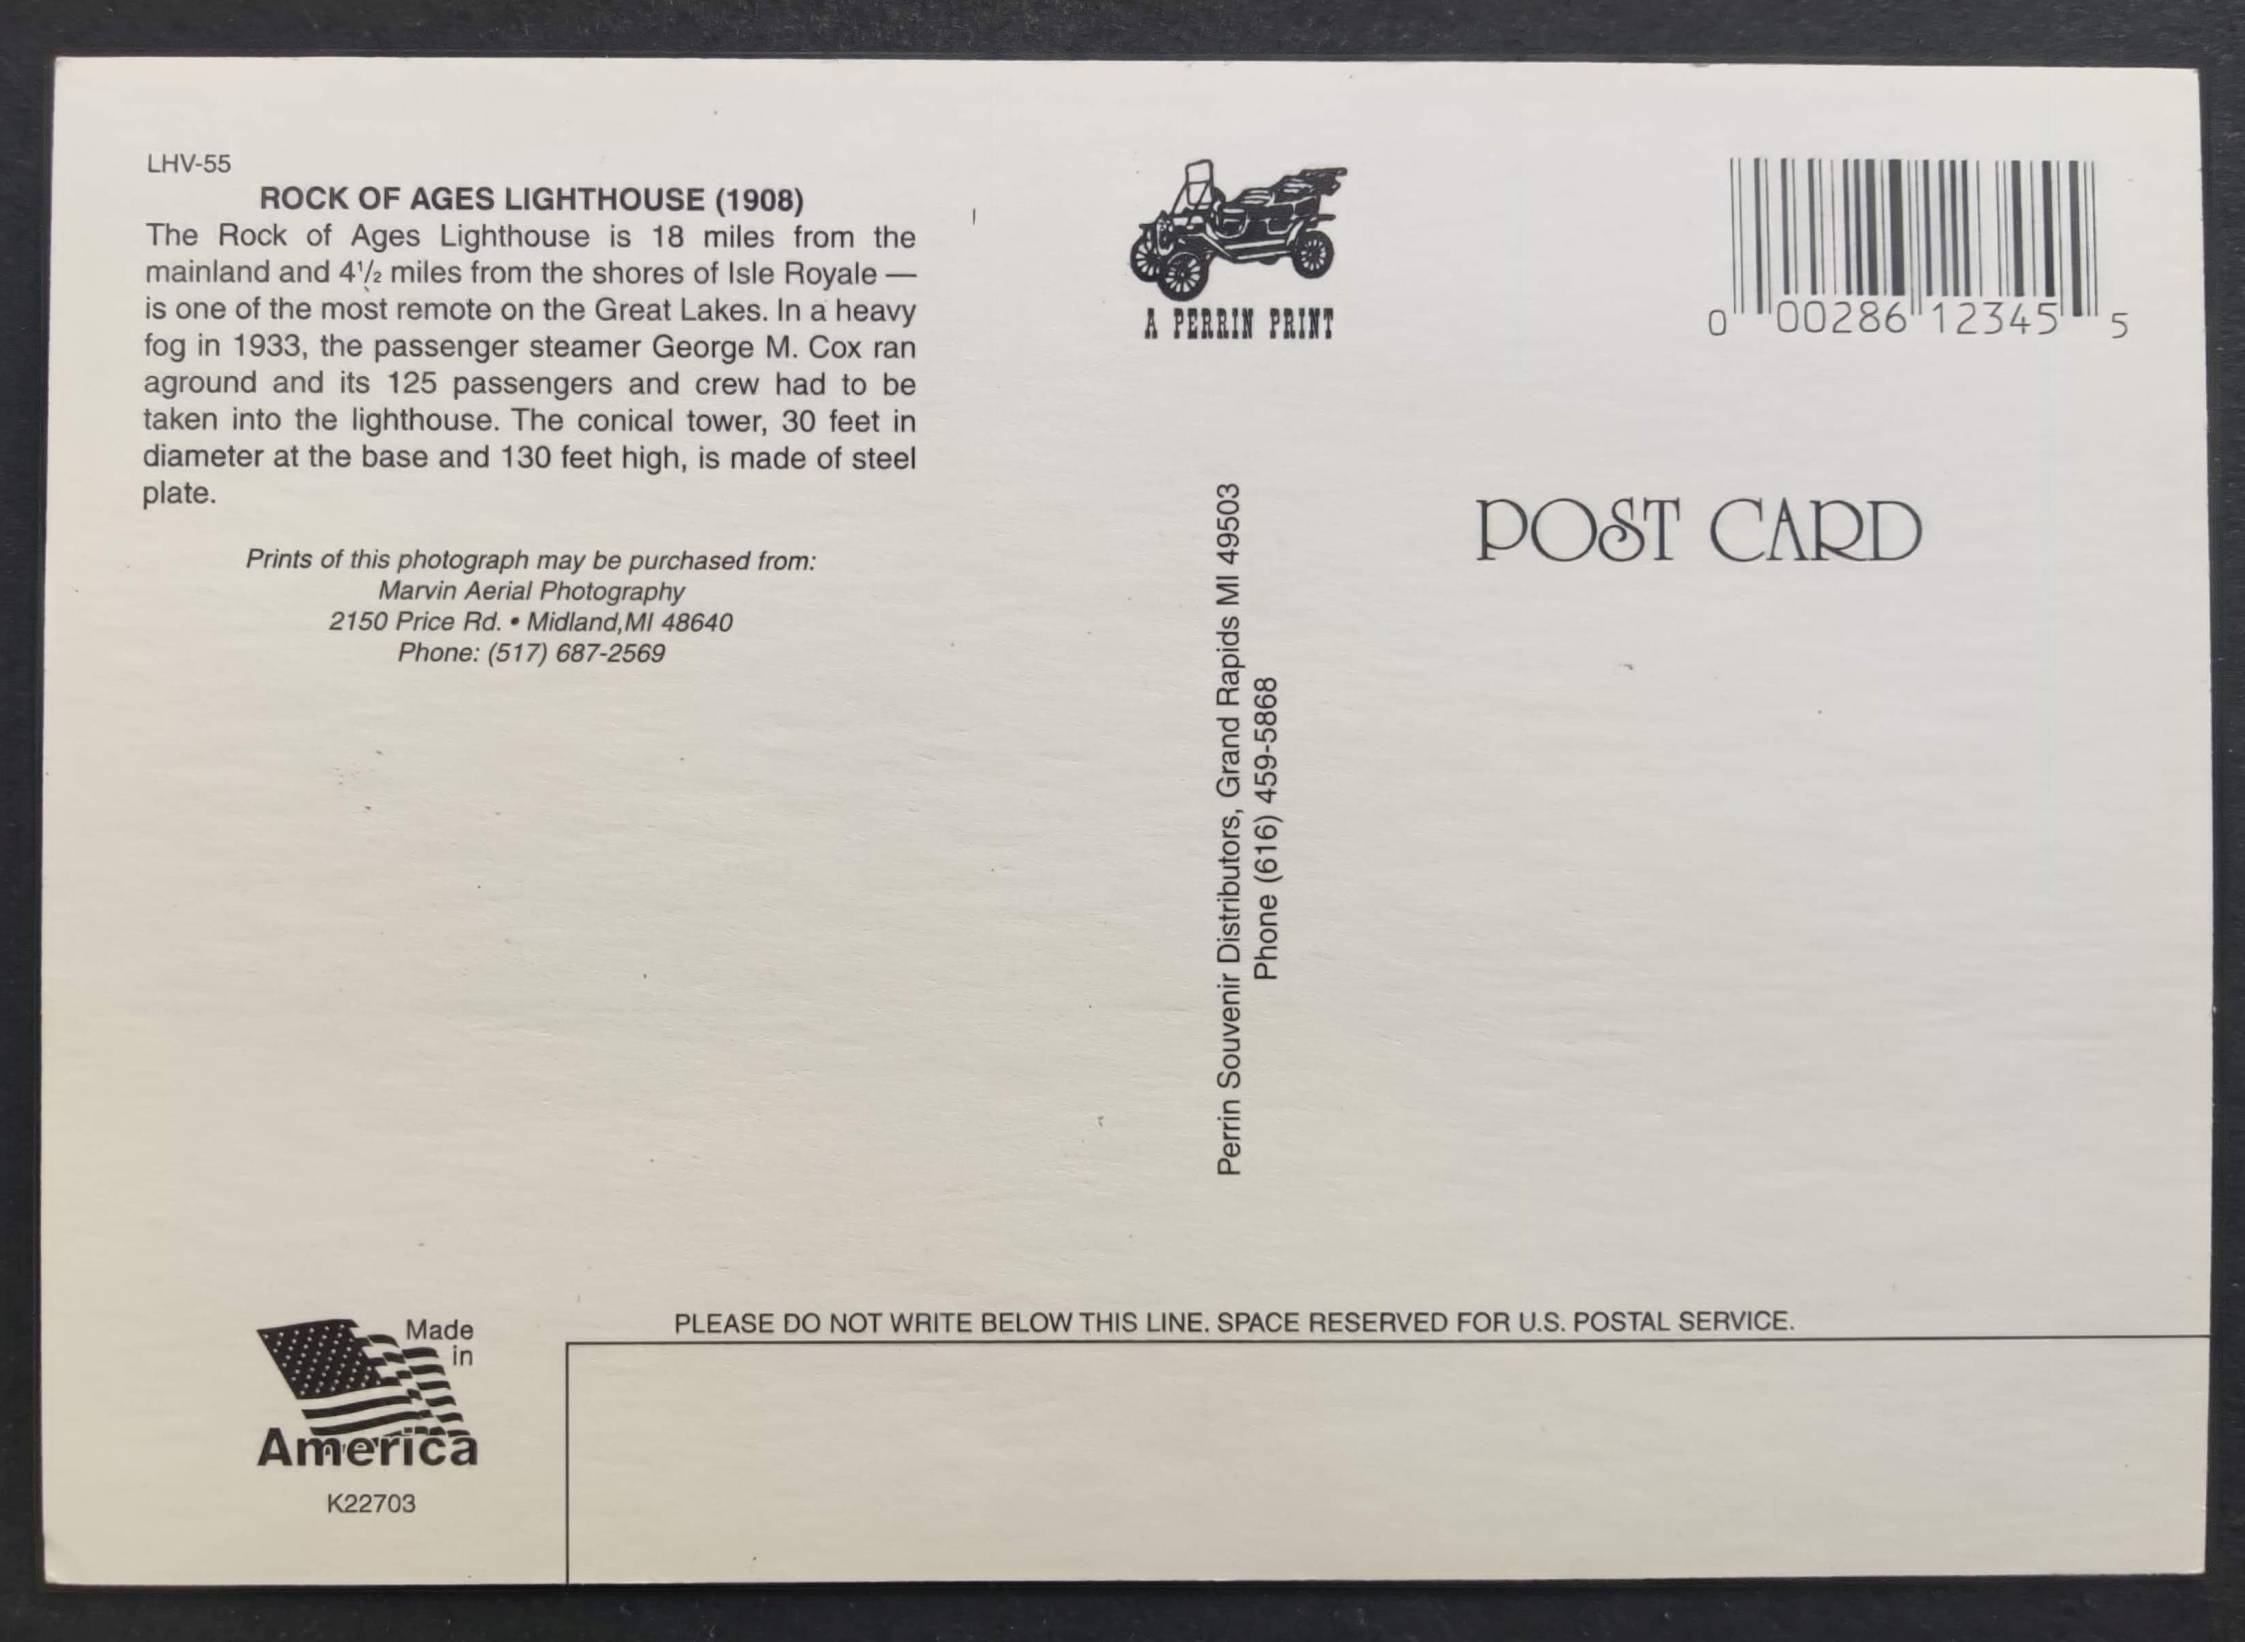 LHV-55
ROCK OF AGES LIGHTHOUSE (1908)
The Rock of Ages Lighthouse is 18 miles from the
mainland and 4½ miles from the shores of Isle Royale —
is one of the most remote on the Great Lakes. In a heavy
fog in 1933, the passenger steamer George M. Cox ran
aground and its 125 passengers and crew had to be
taken into the lighthouse. The conical tower, 30 feet in
diameter at the base and 130 feet high, is made of steel
plate.
Prints of this photograph may be purchased from:
Marvin Aerial Photography
2150 Price Rd. • Midland,MI 48640
Phone: (517) 687-2569
A PERRIN PRINT
0 00286 12345 5
POST CARD
Perrin Souvenir Distributors, Grand Rapids MI 49503
Phone (616) 459-5868
PLEASE DO NOT WRITE BELOW THIS LINE. SPACE RESERVED FOR U.S. POSTAL SERVICE.
Made
in
America
K22703